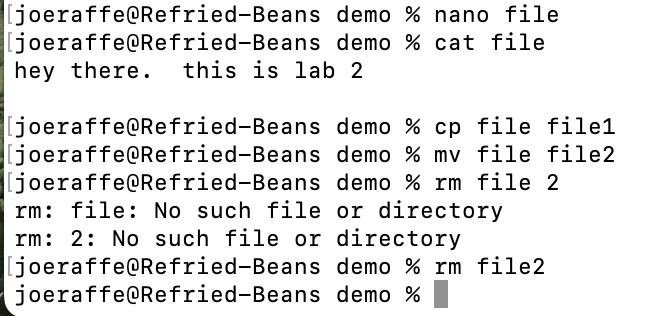 [joeraffe@Refried-Beans demo % nano file
[joeraffe@Refried-Beans demo % cat file
hey there.  this is lab 2
[joeraffe@Refried-Beans demo % cp file file1
[joeraffe@Refried-Beans demo % mv file file2
[joeraffe@Refried-Beans demo % rm file 2
rm: file: No such file or directory
rm: 2: No such file or directory
[joeraffe@Refried-Beans demo % rm file2
joeraffe@Refried-Beans demo %